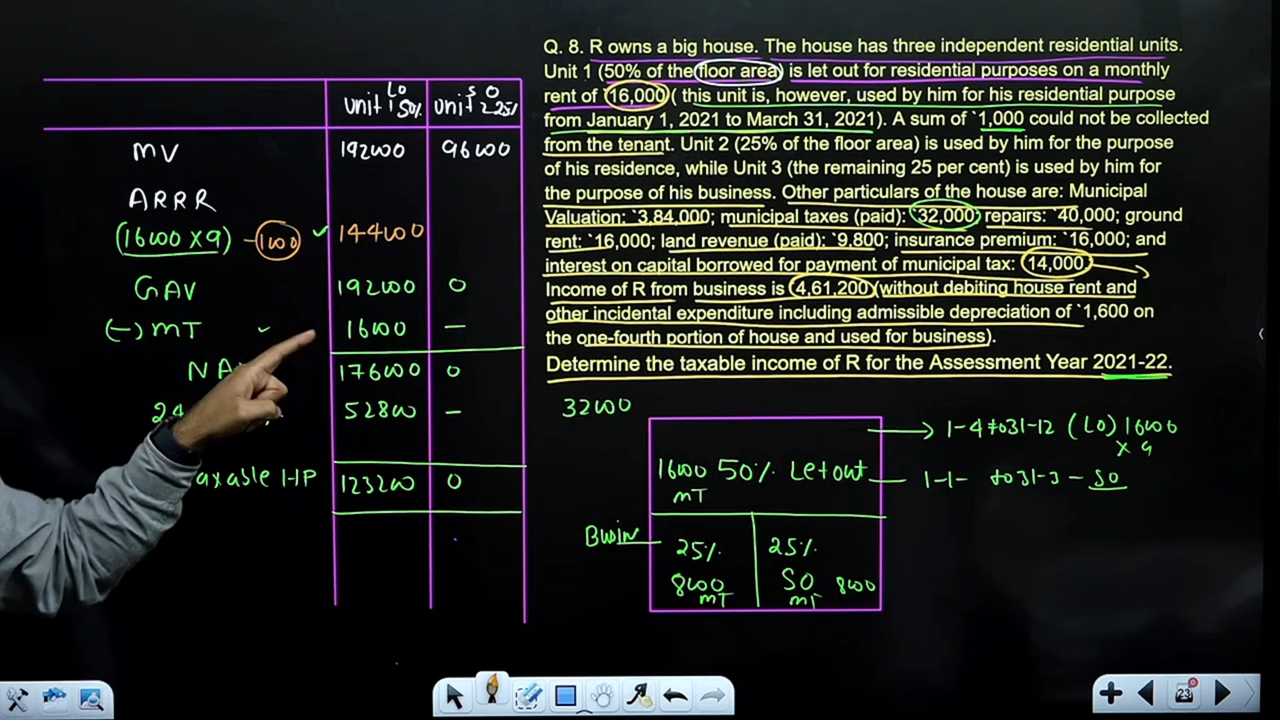 Q. 8. R owns a big house. The house has three independent residential units.
Unit 1 (50% of the floor area) is let out for residential purposes on a monthly
rent of `16,000 ( this unit is, however, used by him for his residential purpose
from January 1, 2021 to March 31, 2021). A sum of `1,000 could not be collected
from the tenant. Unit 2 (25% of the floor area) is used by him for the purpose
of his residence, while Unit 3 (the remaining 25 per cent) is used by him for
the purpose of his business. Other particulars of the house are: Municipal
Valuation: `3,84,000; municipal taxes (paid): `32,000; repairs: `40,000; ground
rent: `16,000; land revenue (paid): `9,800; insurance premium: `16,000; and
interest on capital borrowed for payment of municipal tax: `14,000
Income of R from business is `4,61,200 (without debiting house rent and
other incidental expenditure including admissible depreciation of `1,600 on
the one-fourth portion of house and used for business).
Determine the taxable income of R for the Assessment Year 2021-22.
LO SO
Unit 1 50% Unit 2 25%
MV 192000 96000
ARRR
(16000 x 9) - 1000 144000
GAV 192000 0
(-) MT 16000 -
NA 176000 0
52800 -
axable HP 123200 0
32000
1-4 to 31-12 (LO) 16000
x 9
16000 50% Let out 1-1- to 31-3 - SO
MT
25% 25%
8000 SO 8000
MT MT